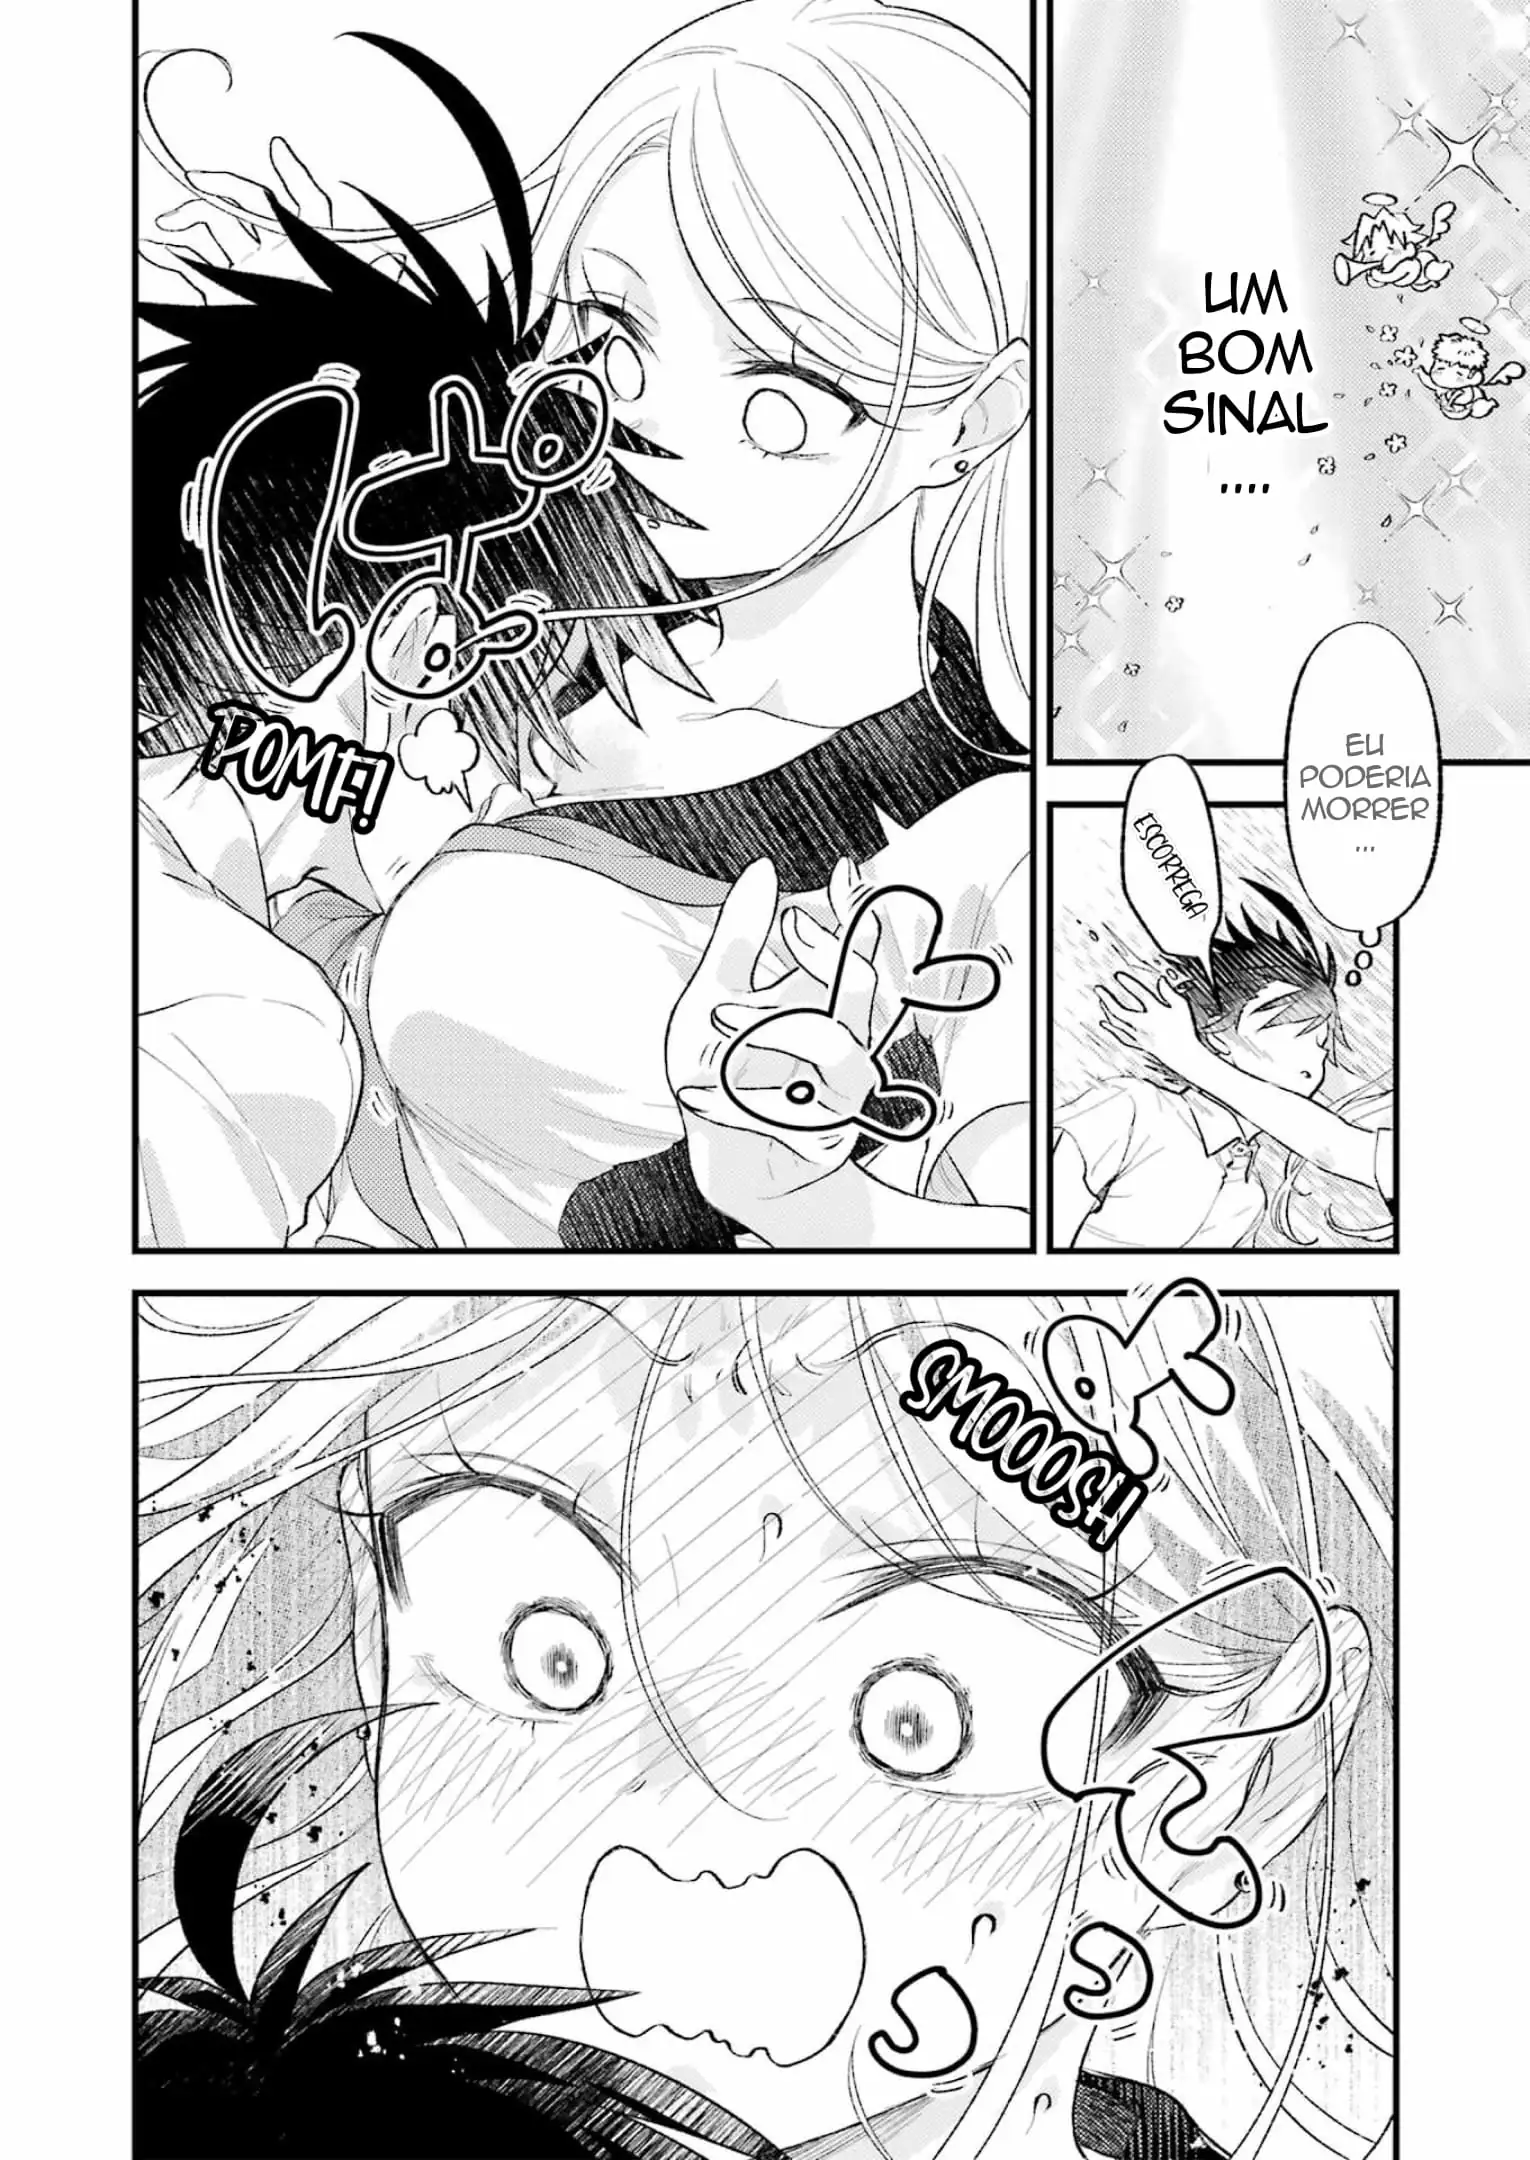 UM
BOM
SINAL
....
EU
PODERIA
MORRER
...
ESCORREGA
POMF!
SMOOOSH